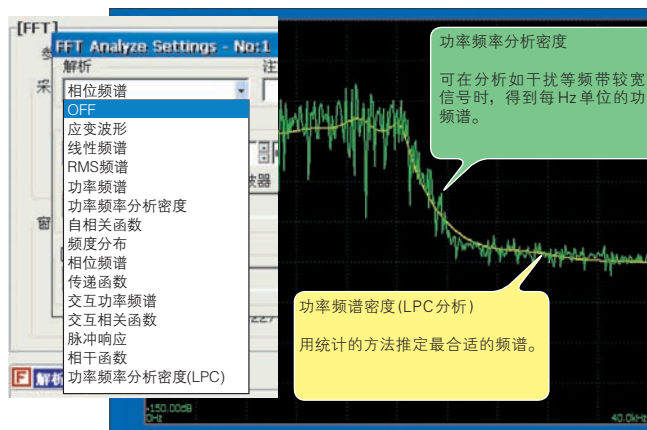 [FFT]
FFT Analyze Settings - No:1
解析
注
采
相位频谱
OFF
应变波形
线性频谱
RMS频谱
功率频谱
功率频率分析密度
自相关函数
频度分布
相位频谱
传递函数
交互功率频谱
交互相关函数
脉冲响应
相干函数
功率频率分析密度(LPC)
波器
窗
F 解析
功率频率分析密度
可在分析如干扰等频带较宽
信号时，得到每Hz单位的功
频谱。
功率频谱密度(LPC分析)
用统计的方法推定最合适的频谱。
-150.00dB
0Hz
40.0kHz